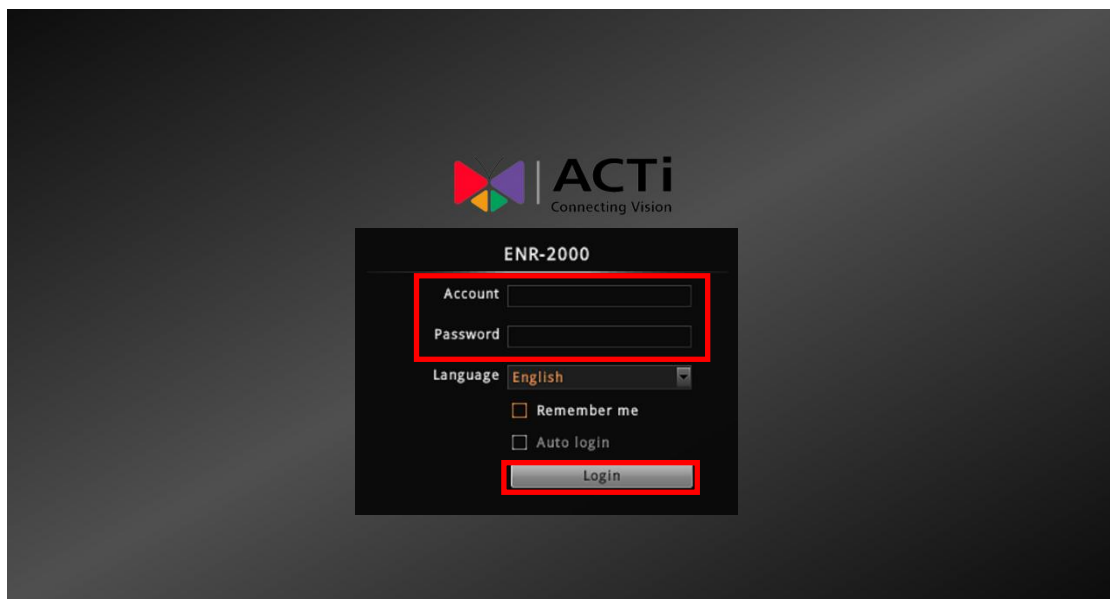 ACTi
Connecting Vision
ENR-2000
Account
Password
Language English
Remember me
Auto login
Login